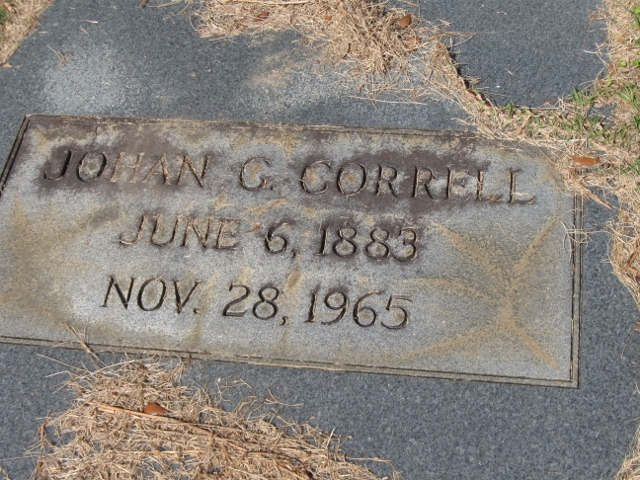 JOHAN G. CORRELL
JUNE 6, 1883
NOV. 28, 1965